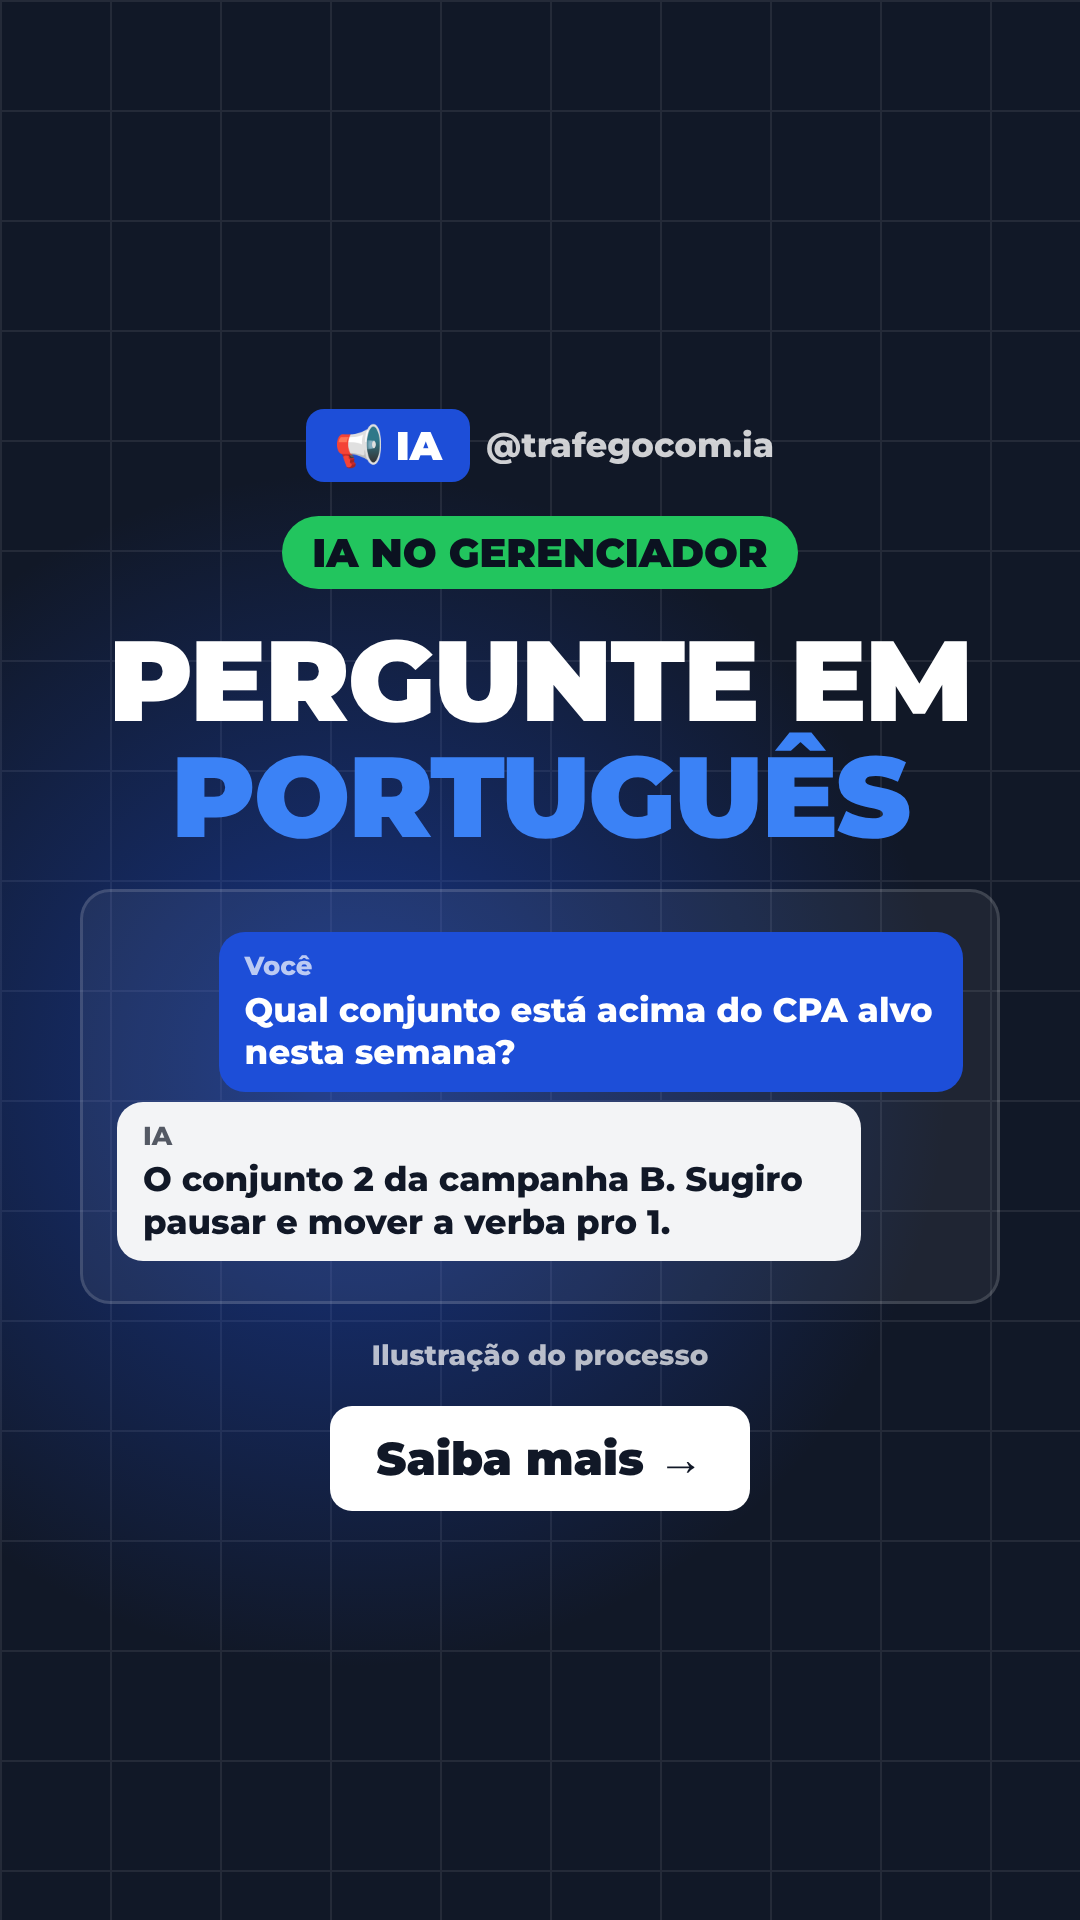 📢 IA @trafegocom.ia
IA NO GERENCIADOR
PERGUNTE EM
PORTUGUÊS
Você
Qual conjunto está acima do CPA alvo
nesta semana?
IA
O conjunto 2 da campanha B. Sugiro
pausar e mover a verba pro 1.
Ilustração do processo
Saiba mais →